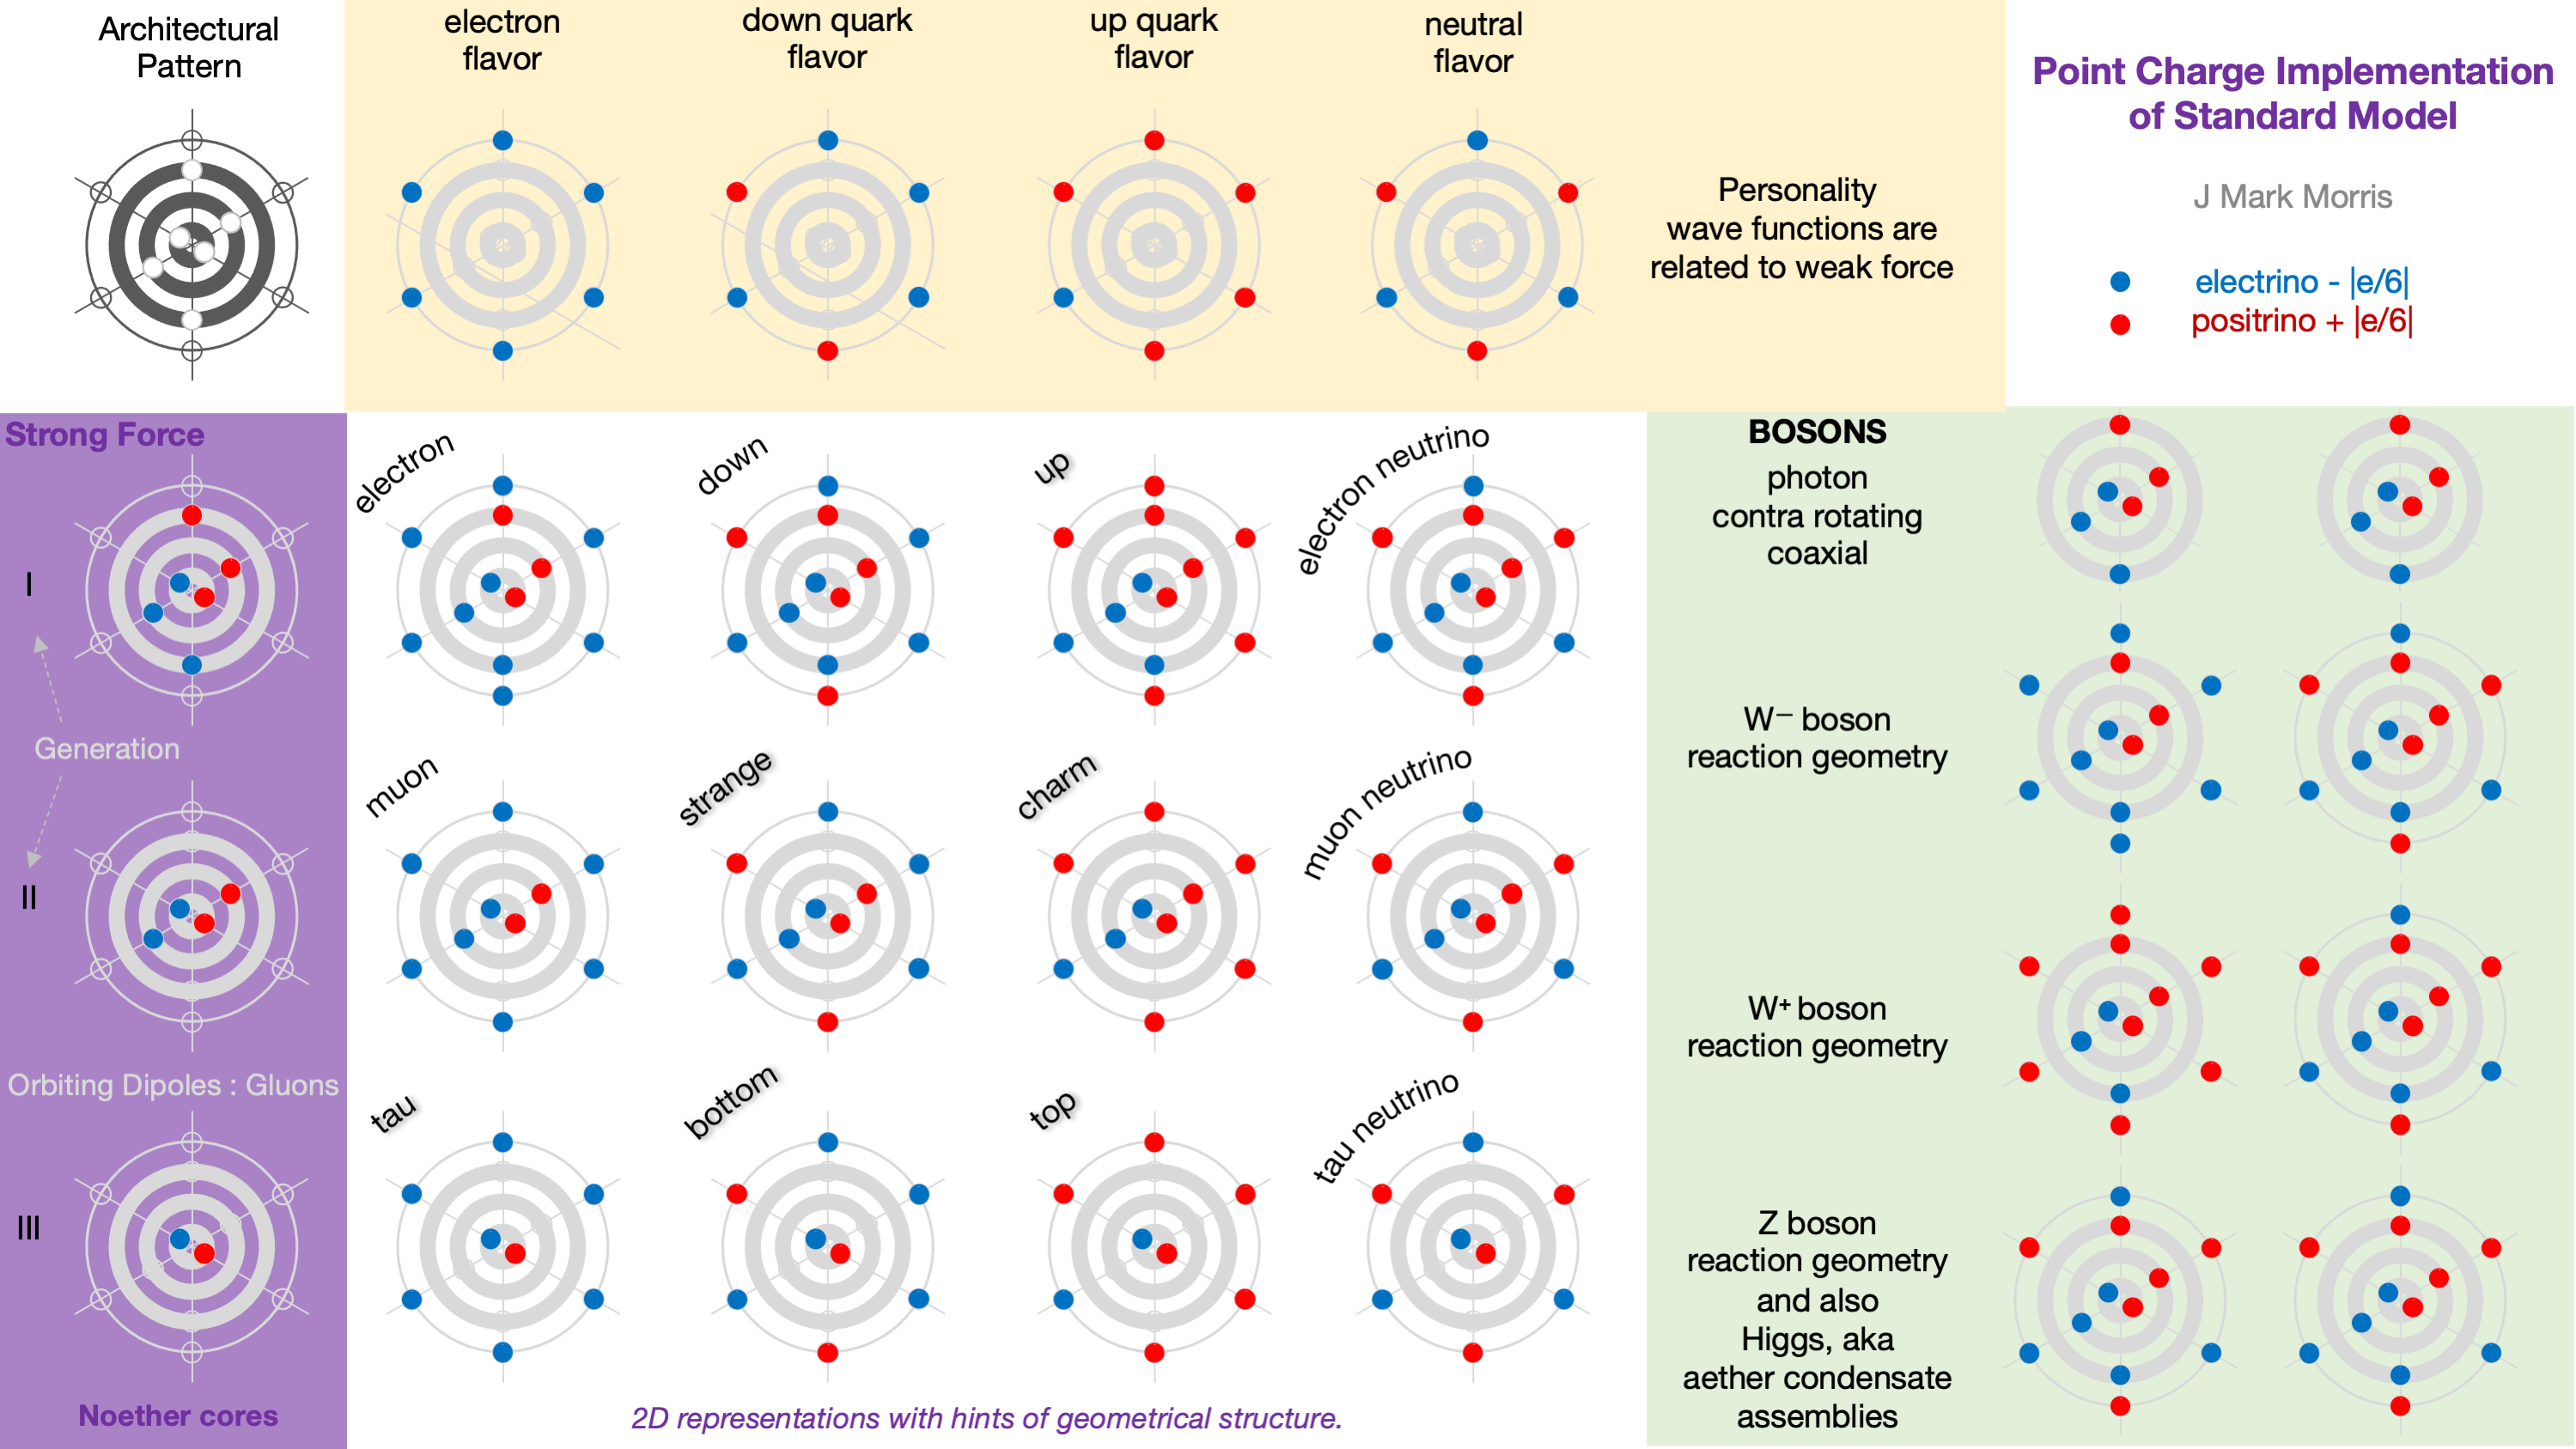 Architectural
Pattern
electron
flavor
down quark
flavor
up quark
flavor
neutral
flavor
Personality
wave functions are
related to weak force
Point Charge Implementation
of Standard Model
J Mark Morris
electrino - |e/6|
positrino + |e/6|
Strong Force
I
Generation
II
Orbiting Dipoles : Gluons
III
Noether cores
electron
down
up
electron neutrino
muon
strange
charm
muon neutrino
tau
bottom
top
tau neutrino
2D representations with hints of geometrical structure.
BOSONS
photon
contra rotating
coaxial
W⁻ boson
reaction geometry
W⁺ boson
reaction geometry
Z boson
reaction geometry
and also
Higgs, aka
aether condensate
assemblies